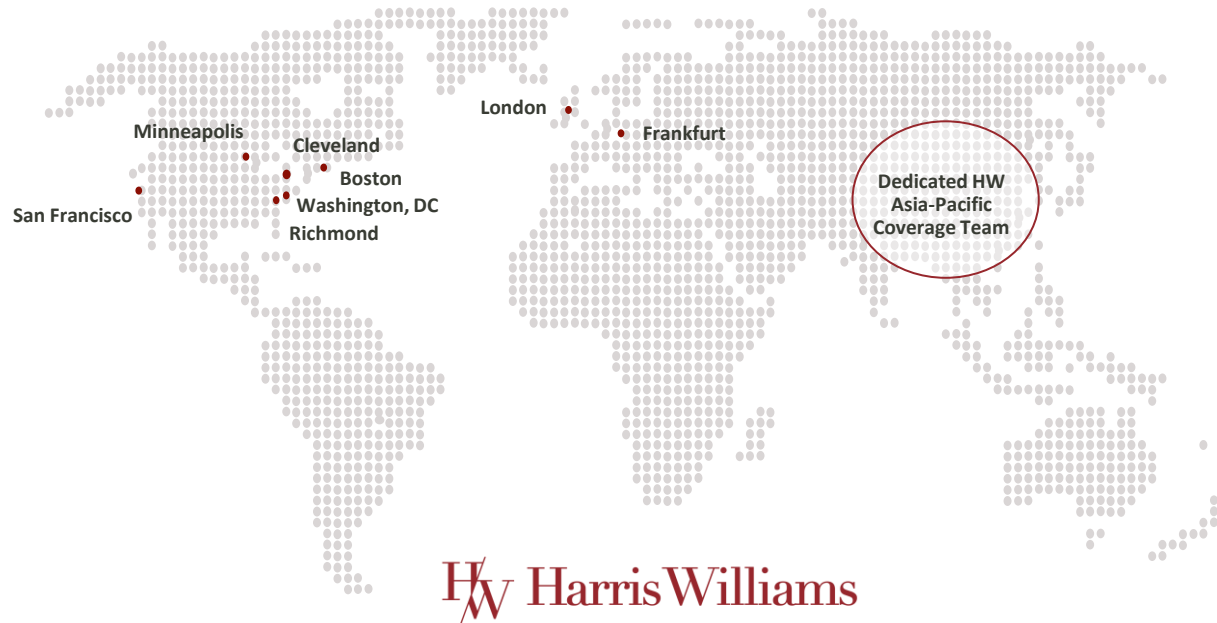 London
Minneapolis
Frankfurt
Cleveland
Boston
Dedicated HW
Asia-Pacific
Coverage Team
San Francisco
Washington, DC
Richmond
HW Harris Williams